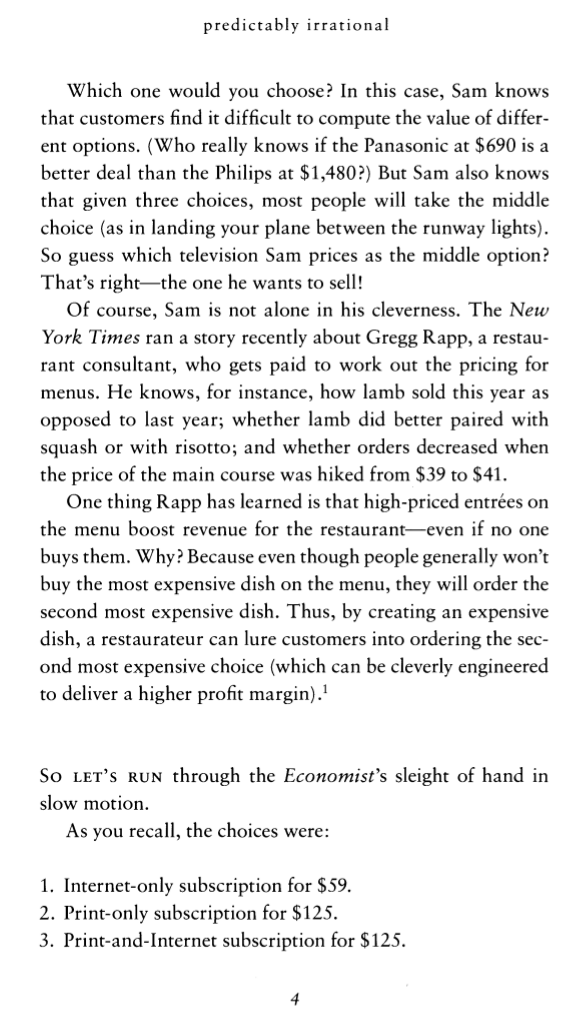 predictably irrational
Which one would you choose? In this case, Sam knows
that customers find it difficult to compute the value of differ-
ent options. (Who really knows if the Panasonic at $690 is a
better deal than the Philips at $1,480?) But Sam also knows
that given three choices, most people will take the middle
choice (as in landing your plane between the runway lights).
So guess which television Sam prices as the middle option?
That's right—the one he wants to sell!
Of course, Sam is not alone in his cleverness. The New
York Times ran a story recently about Gregg Rapp, a restau-
rant consultant, who gets paid to work out the pricing for
menus. He knows, for instance, how lamb sold this year as
opposed to last year; whether lamb did better paired with
squash or with risotto; and whether orders decreased when
the price of the main course was hiked from $39 to $41.
One thing Rapp has learned is that high-priced entrées on
the menu boost revenue for the restaurant—even if no one
buys them. Why? Because even though people generally won't
buy the most expensive dish on the menu, they will order the
second most expensive dish. Thus, by creating an expensive
dish, a restaurateur can lure customers into ordering the sec-
ond most expensive choice (which can be cleverly engineered
to deliver a higher profit margin).¹
So LET'S RUN through the Economist's sleight of hand in
slow motion.
As you recall, the choices were:
1. Internet-only subscription for $59.
2. Print-only subscription for $125.
3. Print-and-Internet subscription for $125.
4